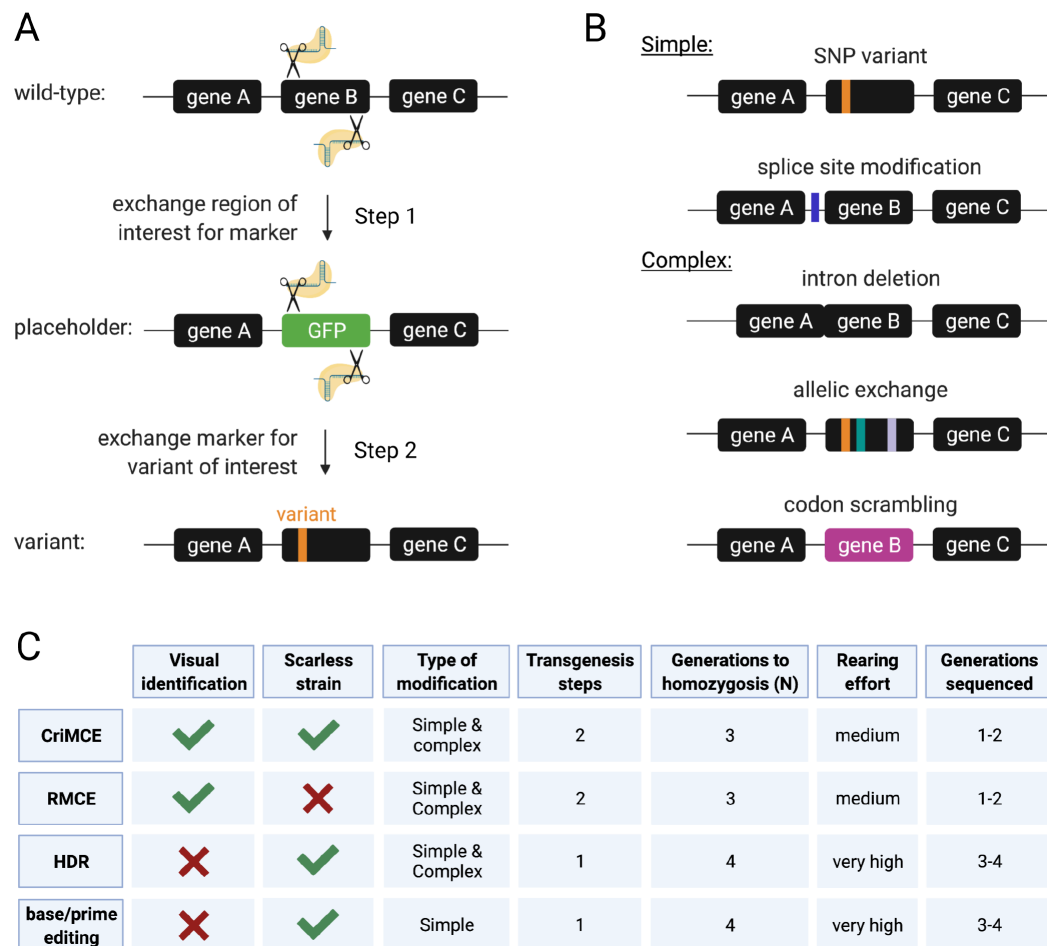 A
wild-type:
gene A
gene B
gene C
exchange region of
interest for marker
Step 1
placeholder:
gene A
GFP
gene C
exchange marker for
variant of interest
Step 2
variant
variant:
gene A
gene C
B
Simple:
SNP variant
gene A
gene C
splice site modification
gene A
gene B
gene C
Complex:
intron deletion
gene A
gene B
gene C
allelic exchange
gene A
gene C
codon scrambling
gene A
gene B
gene C
C
Visual
identification
Scarless
strain
Type of
modification
Transgenesis
steps
Generations to
homozygosis (N)
Rearing
effort
Generations
sequenced
CriMCE
Simple &
complex
2
3
medium
1-2
RMCE
Simple &
Complex
2
3
medium
1-2
HDR
Simple &
Complex
1
4
very high
3-4
base/prime
editing
Simple
1
4
very high
3-4